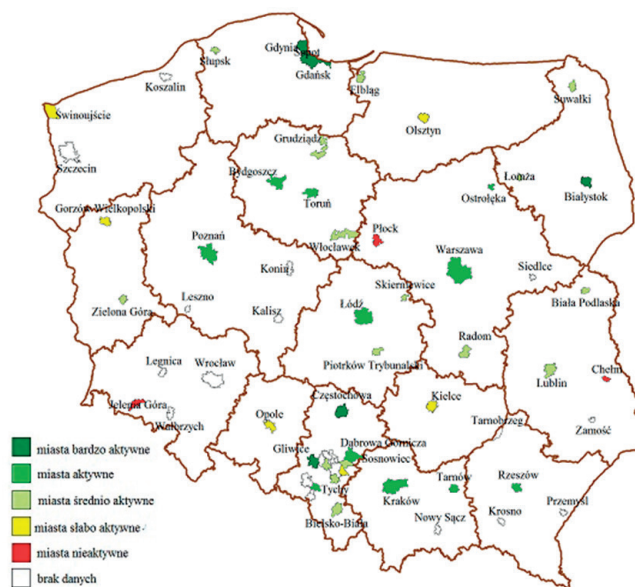 Gdynia
Sopot
Słupsk
Gdańsk
Koszalin
Elbląg
Suwałki
Świnoujście
Olsztyn
Grudziądz
Szczecin
Bydgoszcz
Łomża
Ostrołęka
Białystok
Toruń
Gorzów Wielkopolski
Płock
Poznań
Włocławek
Warszawa
Konin
Siedlce
Skierniewice
Zielona Góra
Leszno
Kalisz
Łódź
Biała Podlaska
Radom
Piotrków Trybunalski
Legnica
Wrocław
Lublin
Chełm
Jelenia Góra
Częstochowa
Kielce
Wałbrzych
Opole
Tarnobrzeg
Zamość
Gliwice
Dąbrowa Górnicza
Sosnowiec
Tychy
Tarnów
Rzeszów
Kraków
Przemyśl
Bielsko-Biała
Nowy Sącz
Krosno
miasta bardzo aktywne
miasta aktywne
miasta średnio aktywne
miasta słabo aktywne
miasta nieaktywne
brak danych